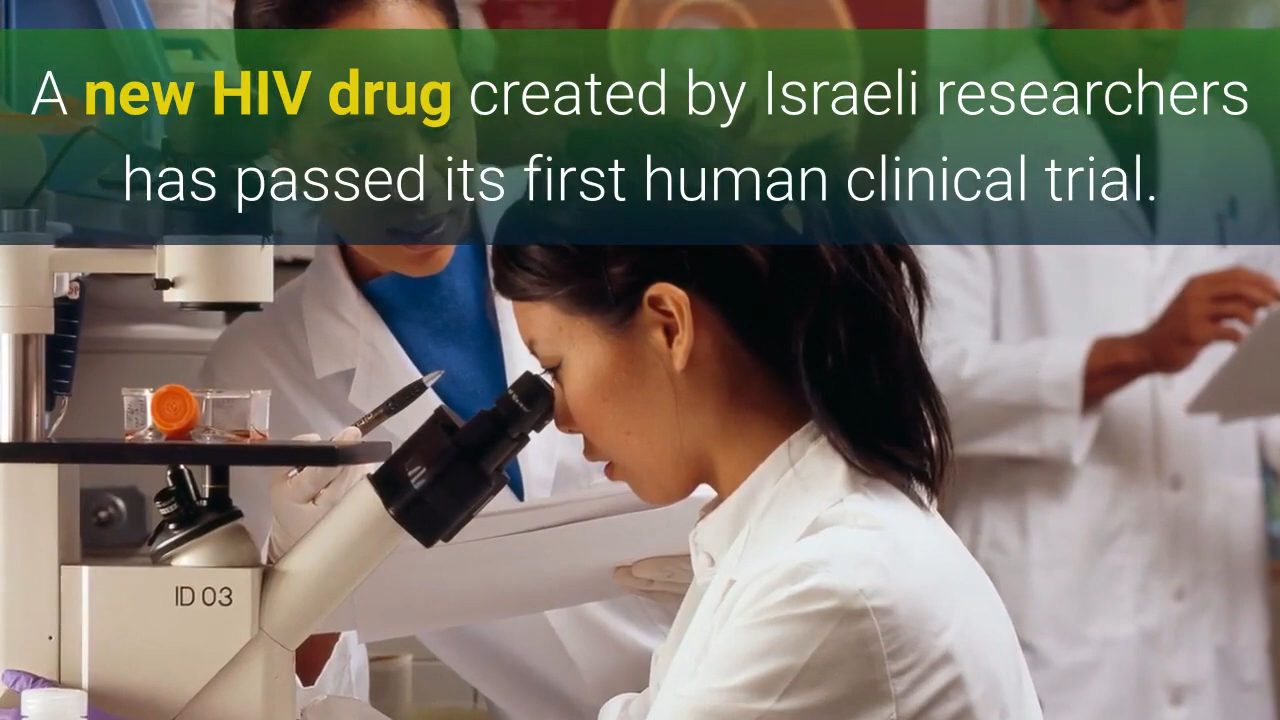 A new HIV drug created by Israeli researchers
has passed its first human clinical trial.
ID 03